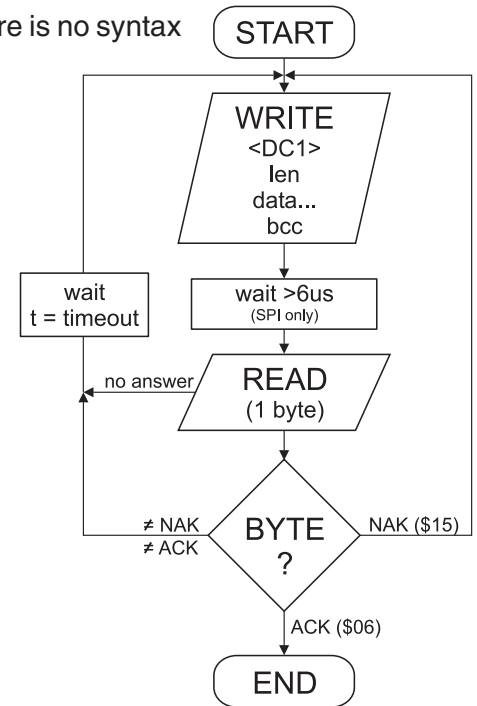 re is no syntax
START
WRITE
<DC1>
len
data...
bcc
wait
t = timeout
wait >6us
(SPI only)
no answer
READ
(1 byte)
≠ NAK
≠ ACK
BYTE
?
NAK ($15)
ACK ($06)
END